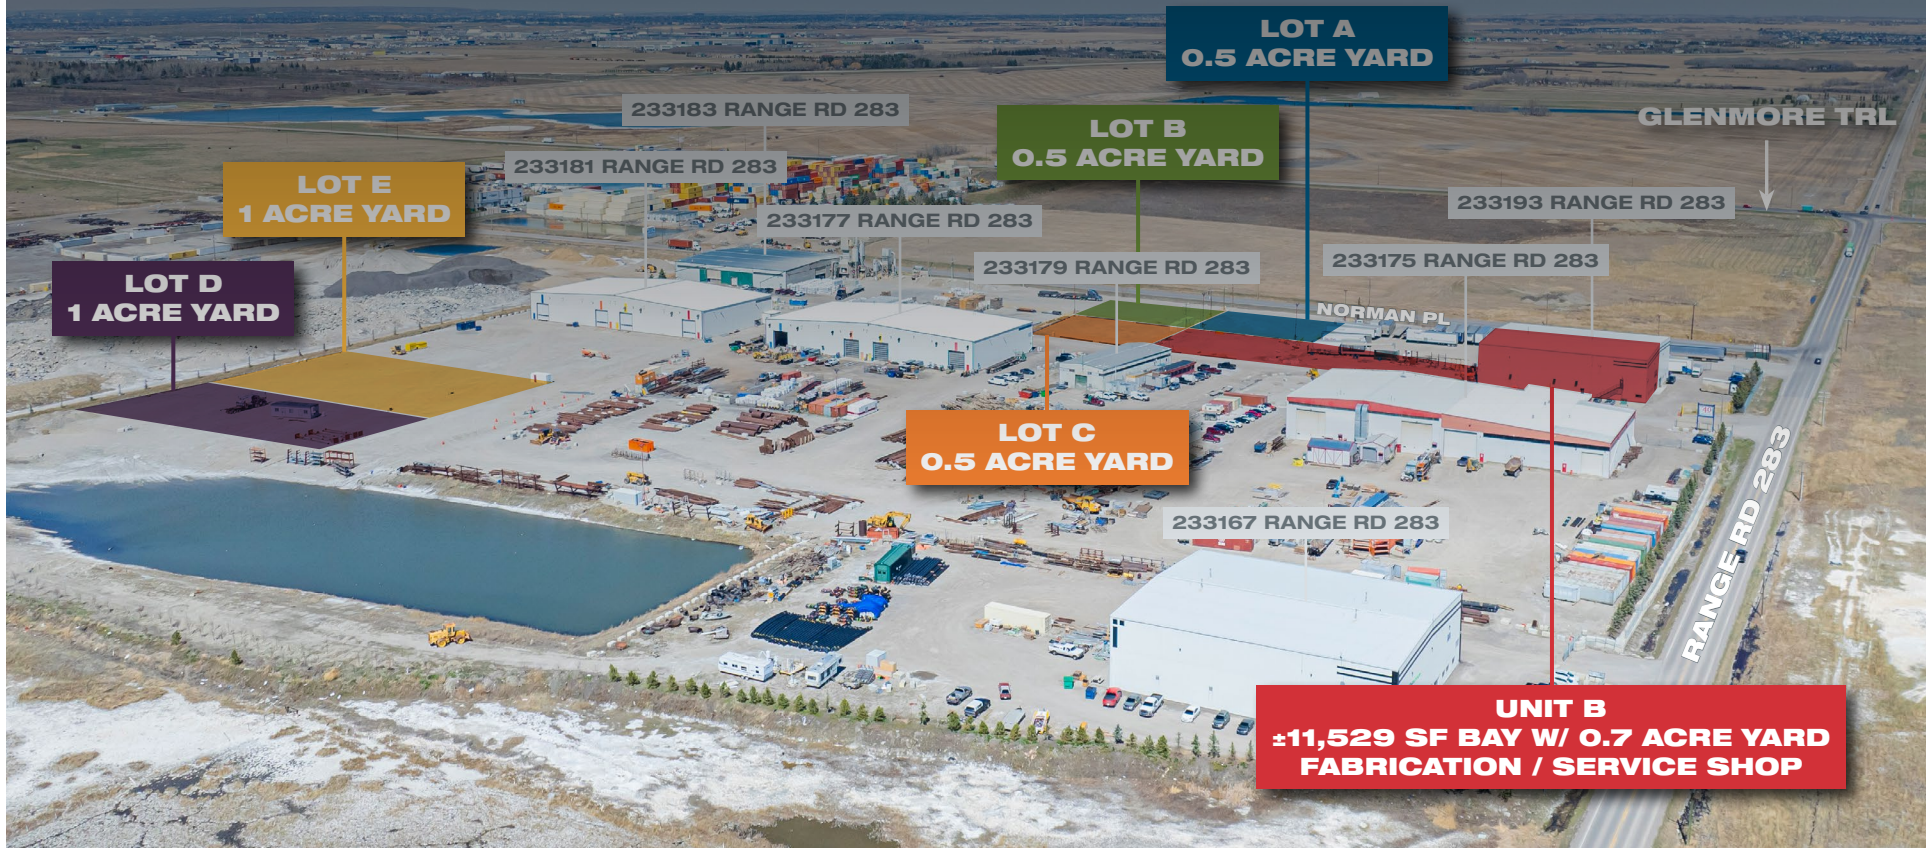 LOT A
0.5 ACRE YARD
233183 RANGE RD 283
GLENMORE TRL
LOT B
0.5 ACRE YARD
233181 RANGE RD 283
LOT E
1 ACRE YARD
233193 RANGE RD 283
233177 RANGE RD 283
233179 RANGE RD 283
233175 RANGE RD 283
LOT D
1 ACRE YARD
NORMAN PL
LOT C
0.5 ACRE YARD
233167 RANGE RD 283
RANGE RD 283
UNIT B
±11,529 SF BAY W/ 0.7 ACRE YARD
FABRICATION / SERVICE SHOP